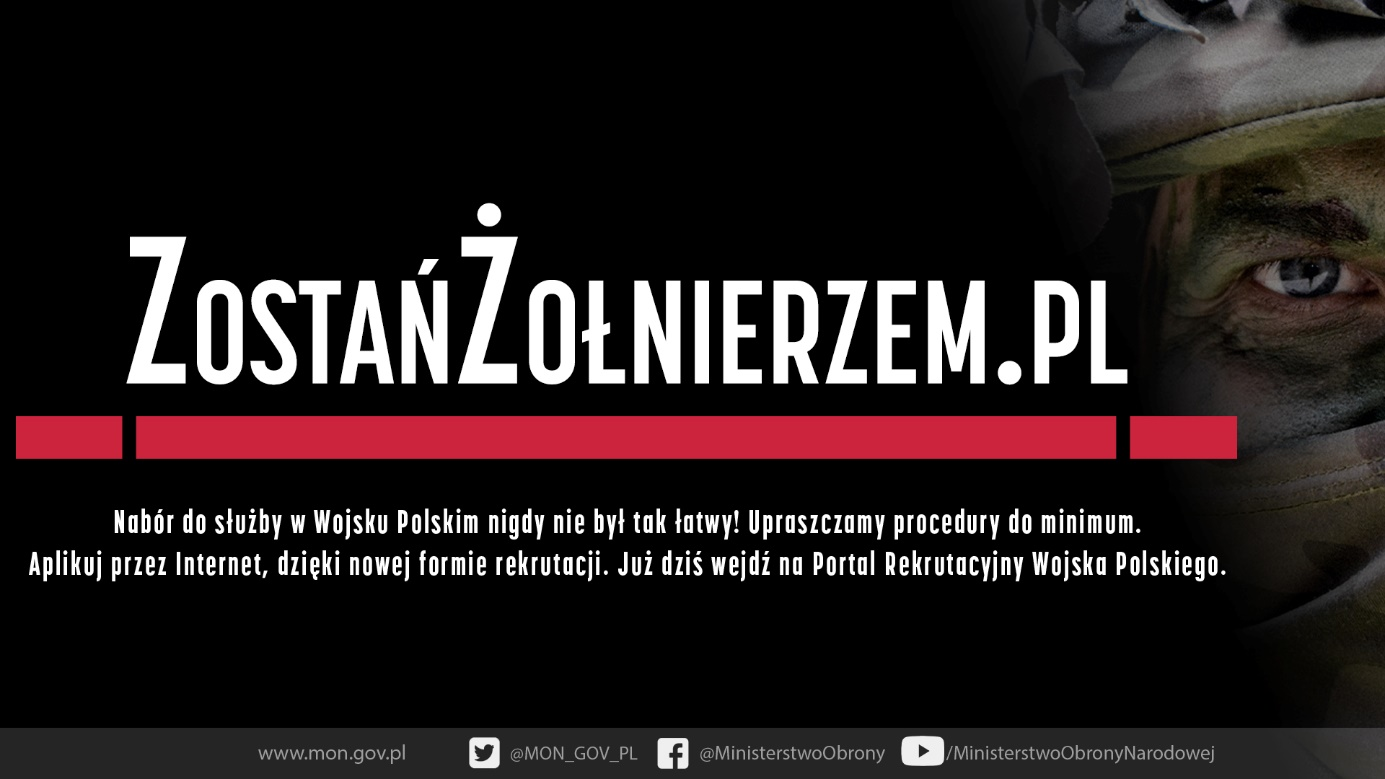 ZOSTAŃŻOŁNIERZEM.PL
Nabór do służby w Wojsku Polskim nigdy nie był tak łatwy! Upraszczamy procedury do minimum.
Aplikuj przez Internet, dzięki nowej formie rekrutacji. Już dziś wejdź na Portal Rekrutacyjny Wojska Polskiego.
www.mon.gov.pl @MON_GOV_PL @MinisterstwoObrony /MinisterstwoObronyNarodowej